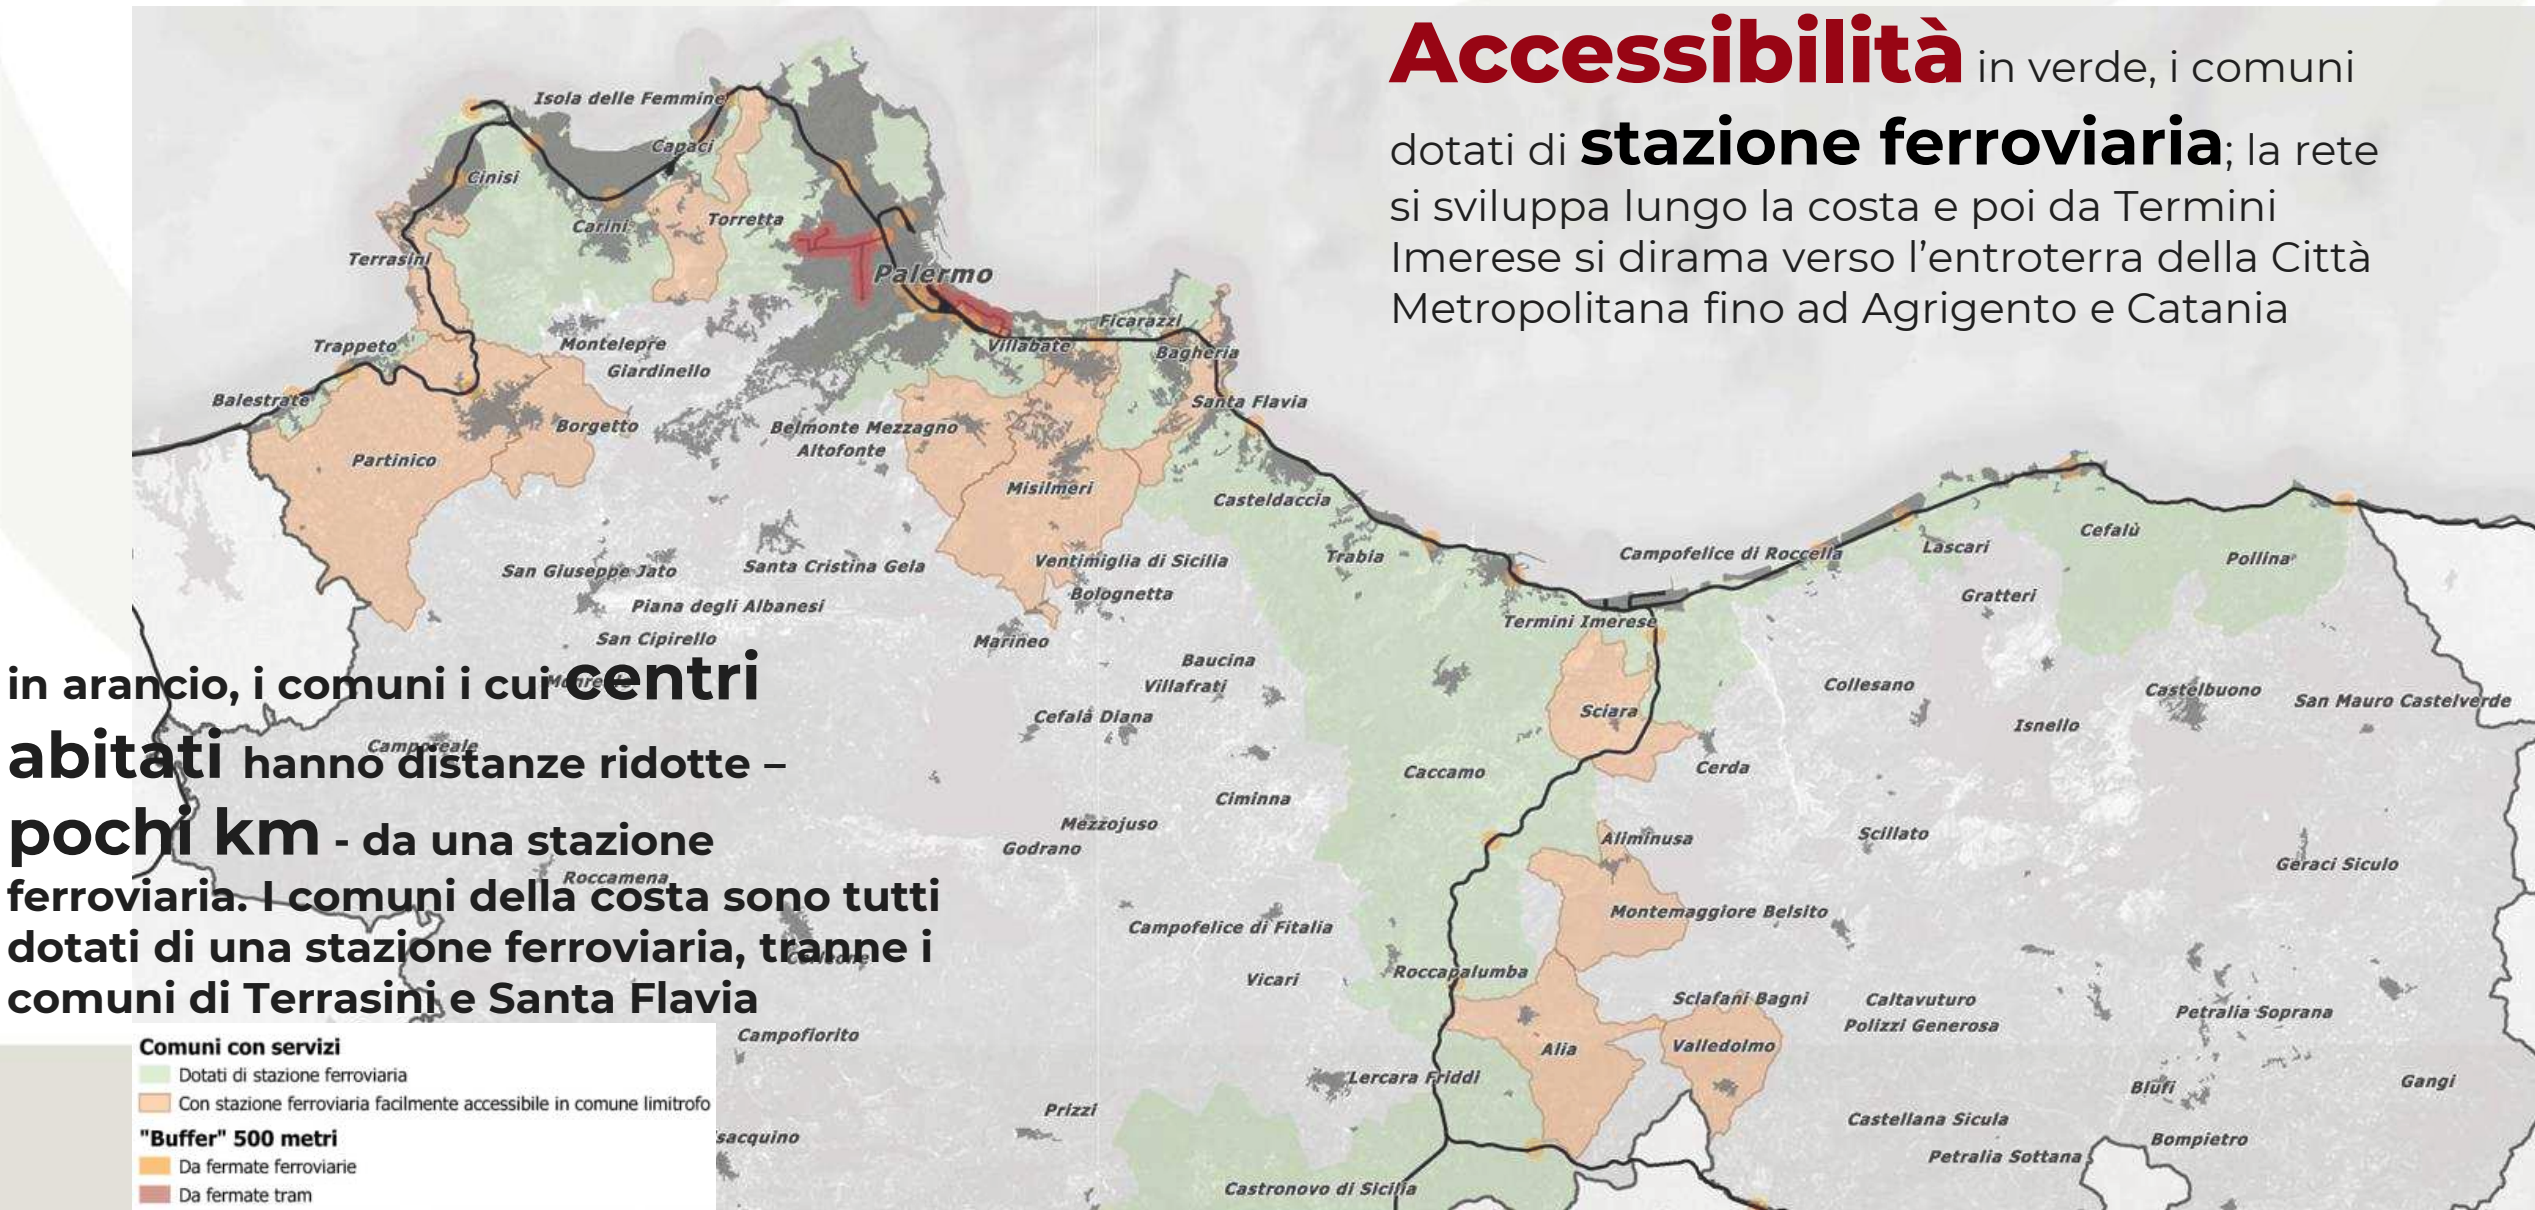 Accessibilità in verde, i comuni
dotati di stazione ferroviaria; la rete
si sviluppa lungo la costa e poi da Termini
Imerese si dirama verso l'entroterra della Città
Metropolitana fino ad Agrigento e Catania
Isola delle Femmine
Capaci
Cinisi
Carini
Torretta
Terrasini
Palermo
Ficarazzi
Trappeto
Montelepre
Villabate
Bagheria
Giardinello
Balestrate
Santa Flavia
Borgetto
Belmonte Mezzagno
Altofonte
Partinico
Misilmeri
Casteldaccia
Cefalù
Lascari
Campofelice di Roccella
Trabia
Pollina
San Giuseppe Jato
Santa Cristina Gela
Ventimiglia di Sicilia
Bolognetta
Gratteri
Piana degli Albanesi
Termini Imerese
San Cipirello
Marineo
Baucina
Villafrati
Collesano
Castelbuono
San Mauro Castelverde
Cefalà Diana
Sciara
Isnello
in arancio, i comuni i cui centri
abitati hanno distanze ridotte –
pochi km - da una stazione
ferroviaria. I comuni della costa sono tutti
dotati di una stazione ferroviaria, tranne i
comuni di Terrasini e Santa Flavia
Monreale
Camporeale
Roccamena
Corleone
Caccamo
Cerda
Ciminna
Mezzojuso
Godrano
Aliminusa
Scillato
Geraci Siculo
Campofelice di Fitalia
Montemaggiore Belsito
Vicari
Roccapalumba
Sclafani Bagni
Caltavuturo
Polizzi Generosa
Petralia Soprana
Campofiorito
Alia
Valledolmo
Lercara Friddi
Blufi
Gangi
Prizzi
Castellana Sicula
Bompietro
sacquino
Petralia Sottana
Castronovo di Sicilia
Comuni con servizi
Dotati di stazione ferroviaria
Con stazione ferroviaria facilmente accessibile in comune limitrofo
"Buffer" 500 metri
Da fermate ferroviarie
Da fermate tram